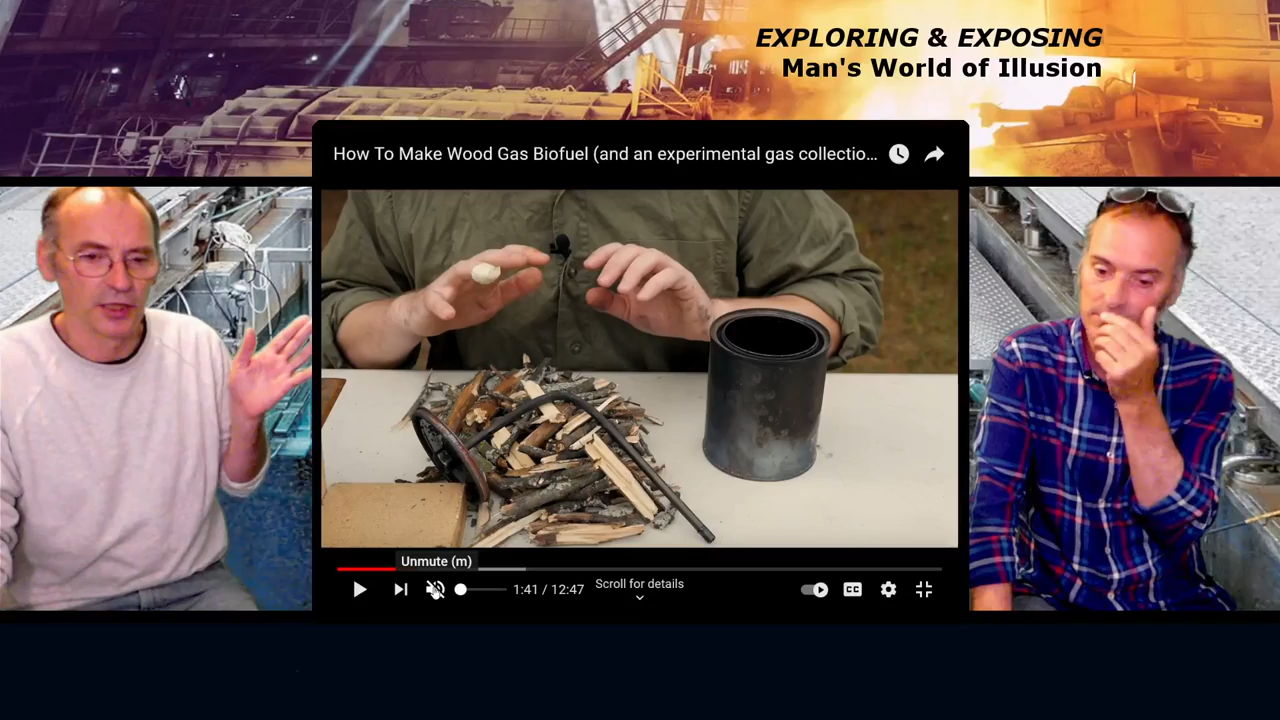 EXPLORING & EXPOSING
Man's World of Illusion
How To Make Wood Gas Biofuel (and an experimental gas collectio...
Unmute (m)
1:41 / 12:47
Scroll for details
CC